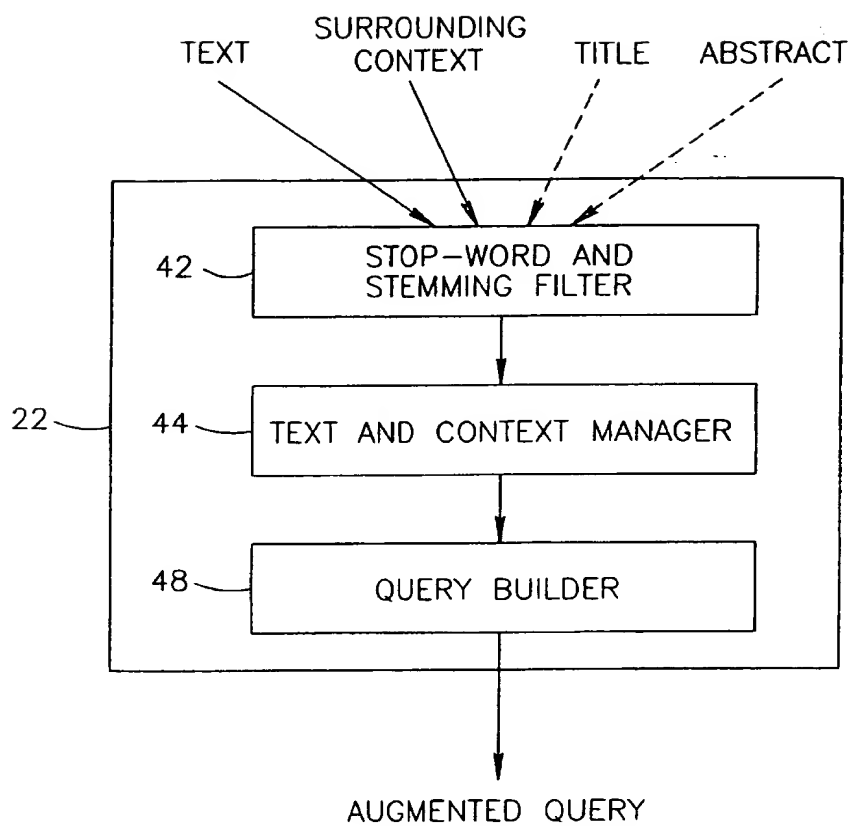 TEXT
SURROUNDING
CONTEXT
TITLE
ABSTRACT
42
STOP-WORD AND
STEMMING FILTER
22
44
TEXT AND CONTEXT MANAGER
48
QUERY BUILDER
AUGMENTED QUERY